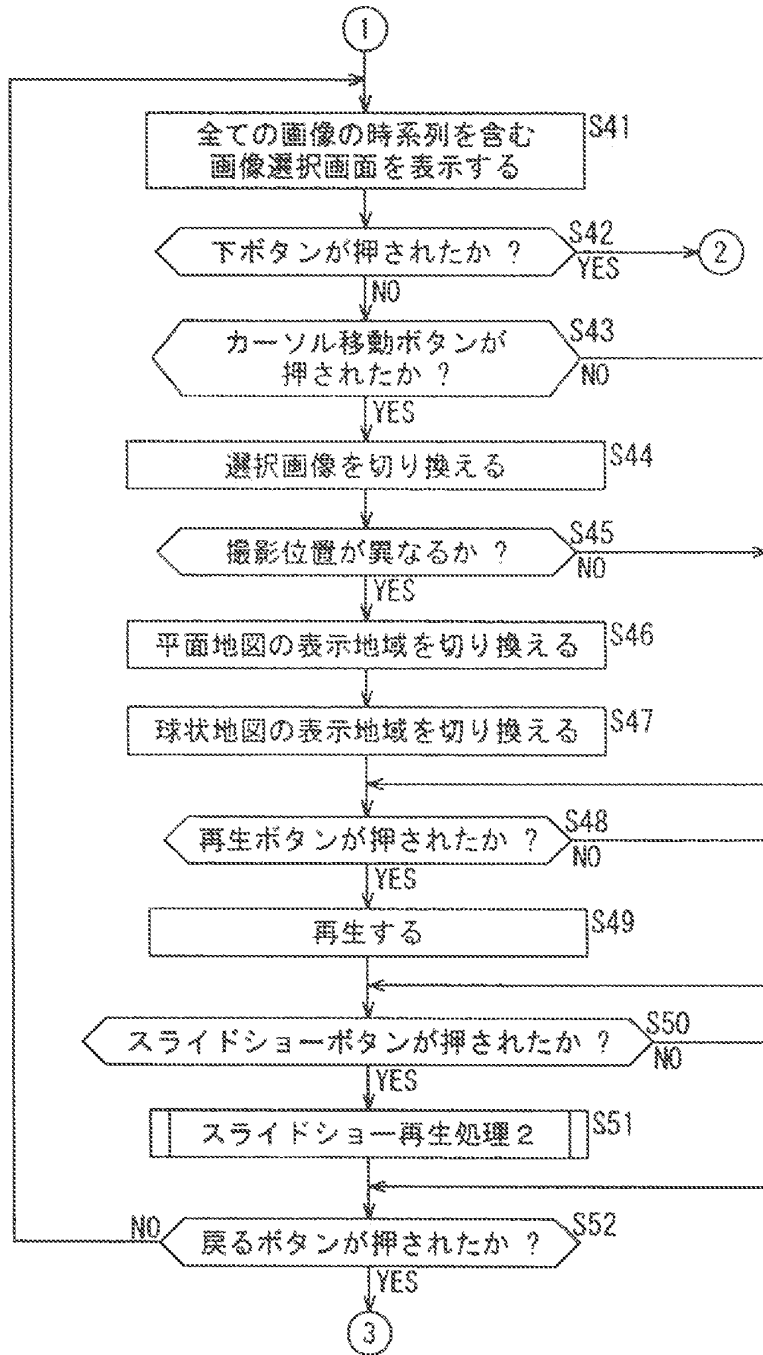 1
全ての画像の時系列を含む
画像選択画面を表示する
S41
下ボタンが押されたか ?
S42
YES
2
NO
カーソル移動ボタンが
押されたか ?
S43
NO
YES
選択画像を切り換える
S44
撮影位置が異なるか ?
S45
NO
YES
平面地図の表示地域を切り換える
S46
球状地図の表示地域を切り換える
S47
再生ボタンが押されたか ?
S48
NO
YES
再生する
S49
スライドショーボタンが押されたか ?
S50
NO
YES
スライドショー再生処理2
S51
NO
戻るボタンが押されたか ?
S52
YES
3